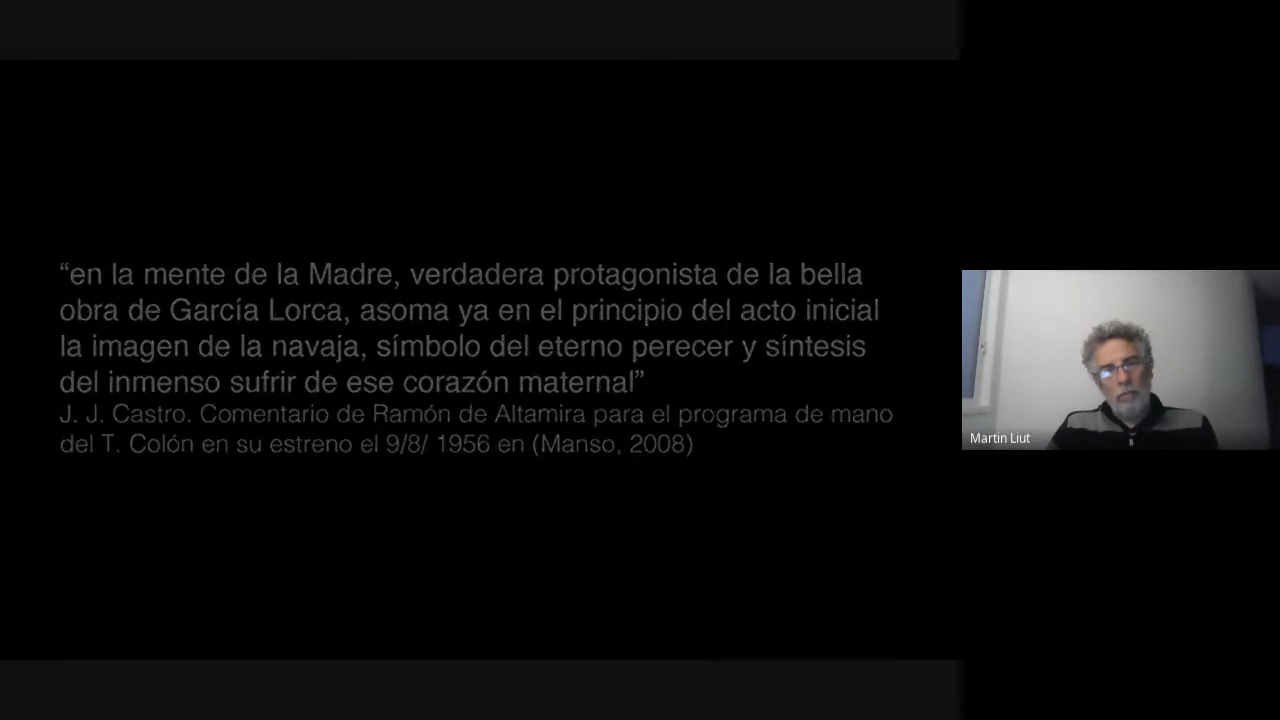 “en la mente de la Madre, verdadera protagonista de la bella
obra de García Lorca, asoma ya en el principio del acto inicial
la imagen de la navaja, símbolo del eterno perecer y síntesis
del inmenso sufrir de ese corazón maternal”
J. J. Castro. Comentario de Ramón de Altamira para el programa de mano
del T. Colón en su estreno el 9/8/ 1956 en (Manso, 2008)
Martin Liut